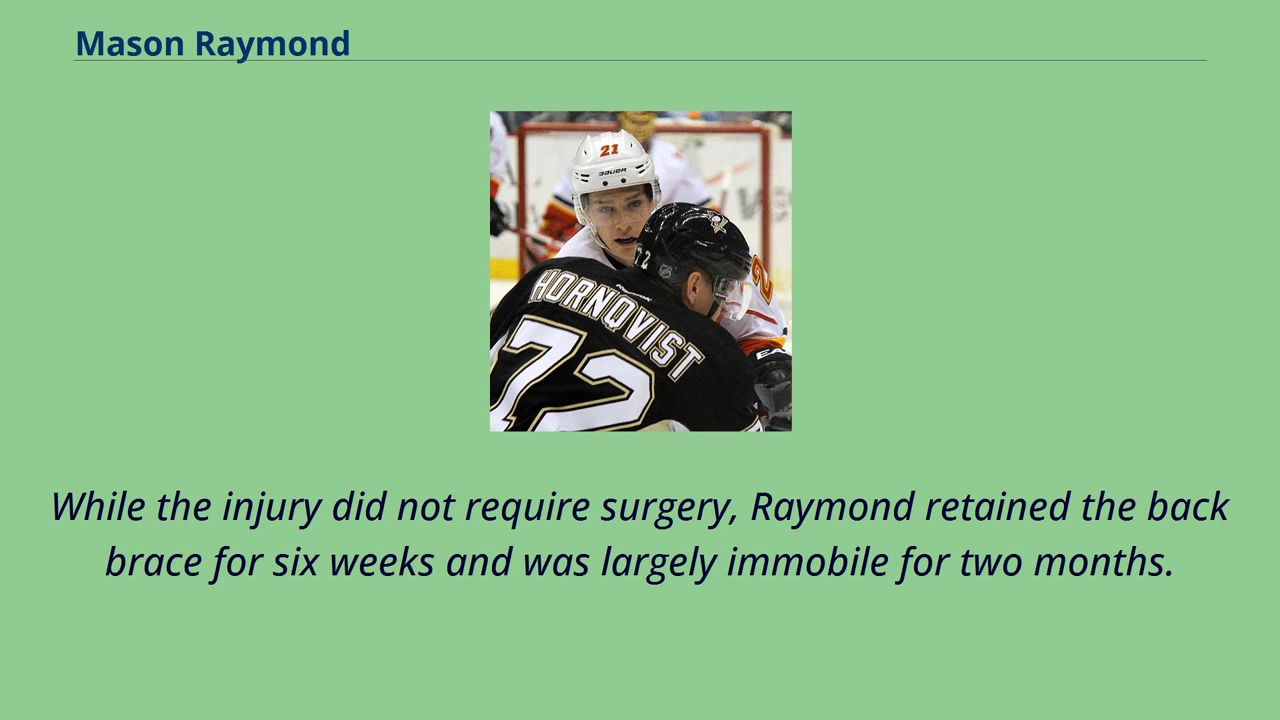 Mason Raymond
21
BAUER
HORNQVIST
72
While the injury did not require surgery, Raymond retained the back
brace for six weeks and was largely immobile for two months.